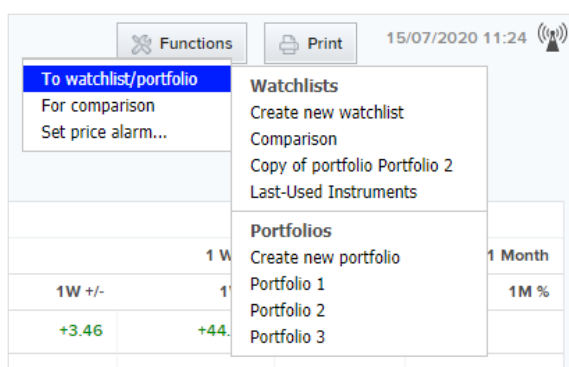 Functions
Print
15/07/2020 11:24
To watchlist/portfolio
For comparison
Set price alarm...
Watchlists
Create new watchlist
Comparison
Copy of portfolio Portfolio 2
Last-Used Instruments
Portfolios
Create new portfolio
Portfolio 1
Portfolio 2
Portfolio 3
1 W
1 Month
1W +/-
1M %
+3.46
+44.